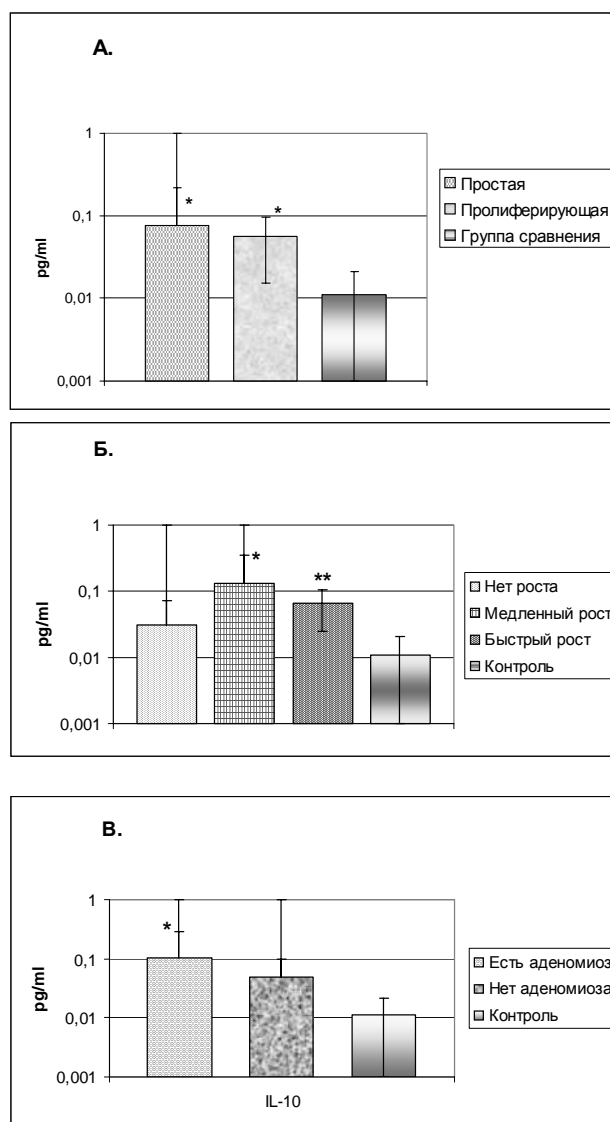 А.
1
0,1
0,01
0,001
pg/ml
*
*
Простая
Пролиферирующая
Группа сравнения
Б.
1
0,1
0,01
0,001
pg/ml
*
**
Нет роста
Медленный рост
Быстрый рост
Контроль
В.
1
0,1
0,01
0,001
pg/ml
*
IL-10
Есть аденомиоз
Нет аденомиоза
Контроль